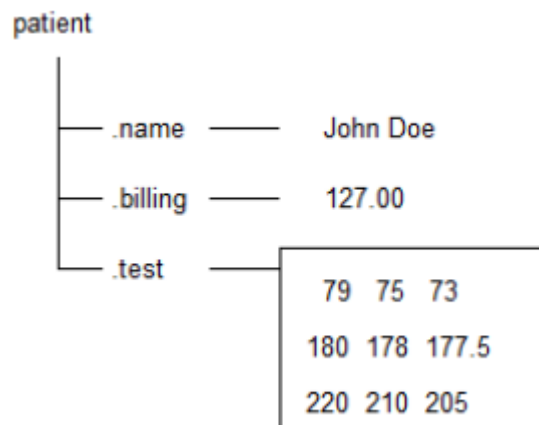 patient
.name John Doe
.billing 127.00
.test
79 75 73
180 178 177.5
220 210 205